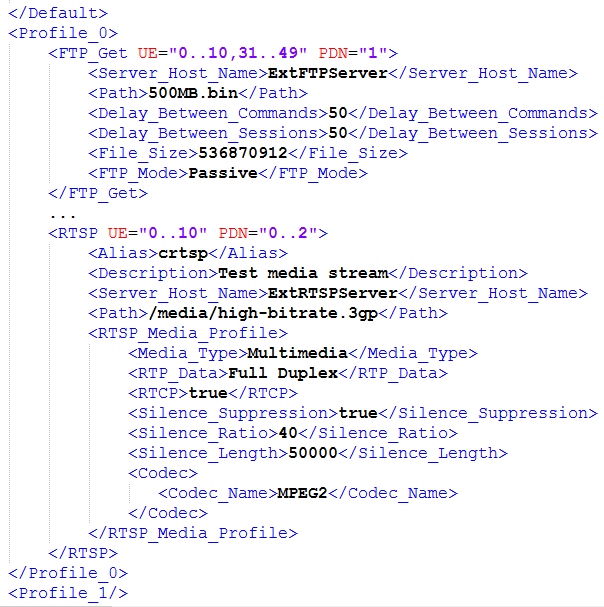 </Default>
<Profile_0>
<FTP_Get UE="0..10,31..49" PDN="1">
<Server_Host_Name>ExtFTPServer</Server_Host_Name>
<Path>500MB.bin</Path>
<Delay_Between_Commands>50</Delay_Between_Commands>
<Delay_Between_Sessions>50</Delay_Between_Sessions>
<File_Size>536870912</File_Size>
<FTP_Mode>Passive</FTP_Mode>
</FTP_Get>
...
<RTSP UE="0..10" PDN="0..2">
<Alias>crtsp</Alias>
<Description>Test media stream</Description>
<Server_Host_Name>ExtRTSPServer</Server_Host_Name>
<Path>/media/high-bitrate.3gp</Path>
<RTSP_Media_Profile>
<Media_Type>Multimedia</Media_Type>
<RTP_Data>Full Duplex</RTP_Data>
<RTCP>true</RTCP>
<Silence_Suppression>true</Silence_Suppression>
<Silence_Ratio>40</Silence_Ratio>
<Silence_Length>50000</Silence_Length>
<Codec>
<Codec_Name>MPEG2</Codec_Name>
</Codec>
</RTSP_Media_Profile>
</RTSP>
</Profile_0>
<Profile_1/>